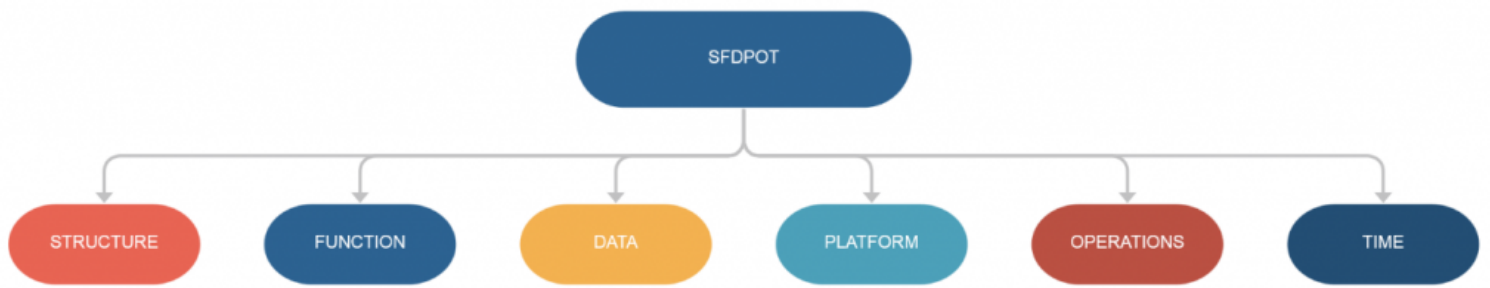 SFDPOT
STRUCTURE
FUNCTION
DATA
PLATFORM
OPERATIONS
TIME